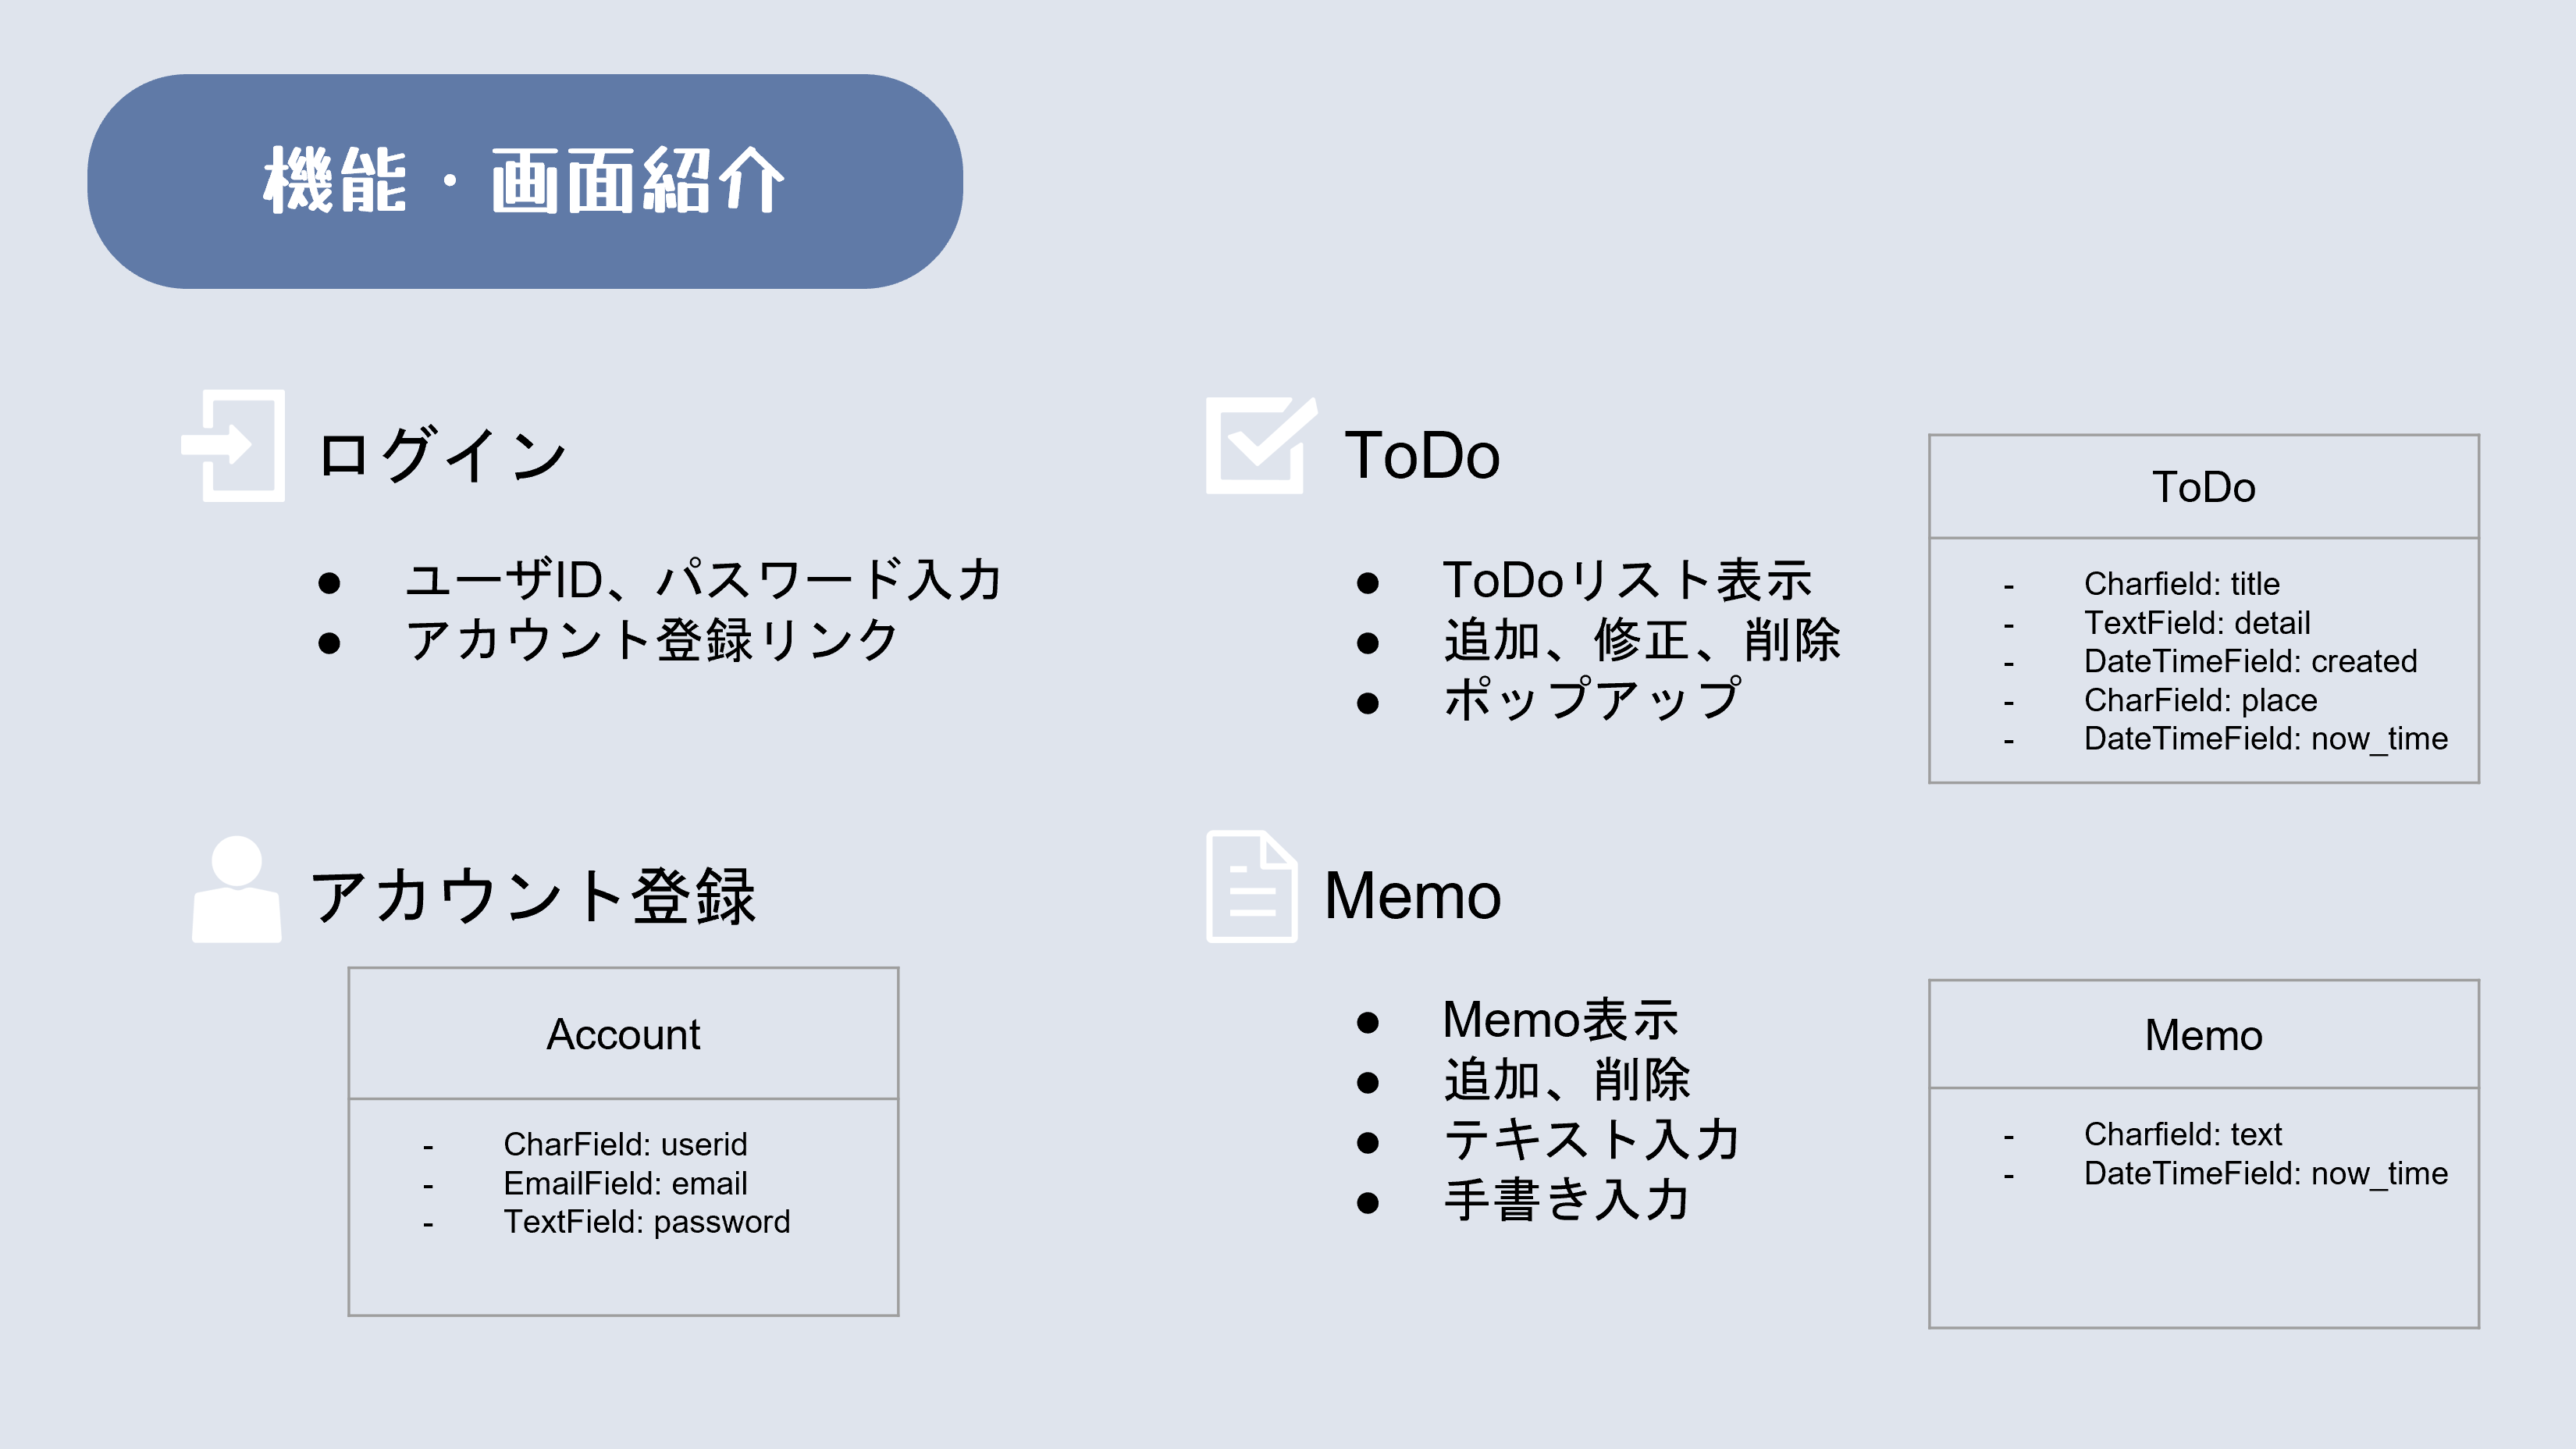 機能・画面紹介
ログイン
● ユーザID、パスワード入力
● アカウント登録リンク
アカウント登録
Account
- CharField: userid
- EmailField: email
- TextField: password
ToDo
● ToDoリスト表示
● 追加、修正、削除
● ポップアップ
ToDo
- Charfield: title
- TextField: detail
- DateTimeField: created
- CharField: place
- DateTimeField: now_time
Memo
● Memo表示
● 追加、削除
● テキスト入力
● 手書き入力
Memo
- Charfield: text
- DateTimeField: now_time